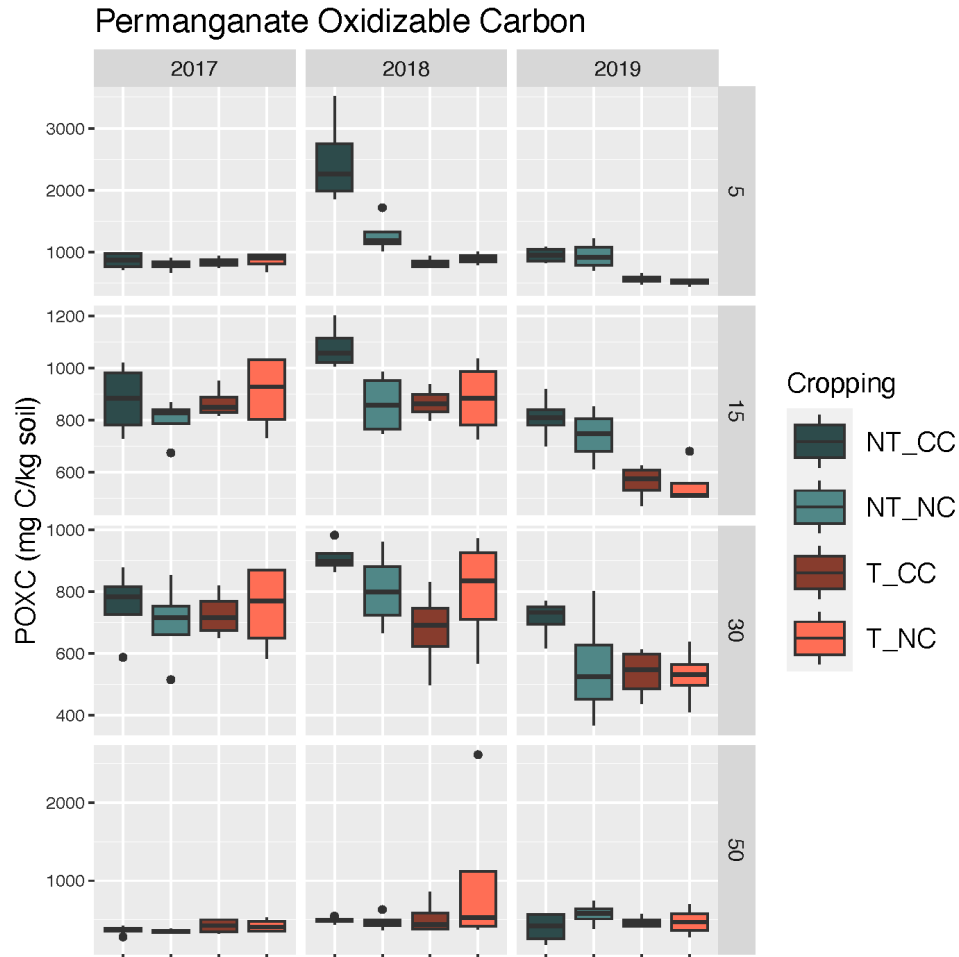 Permanganate Oxidizable Carbon
2017
2018
2019
POXC (mg C/kg soil)
3000
2000
1000
5
1200
1000
800
600
15
1000
800
600
400
30
2000
1000
50
Cropping
NT_CC
NT_NC
T_CC
T_NC